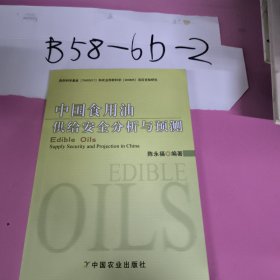 B58-6b-2
中国食用油
供给安全分析与预测
Edible Oils
Supply Security and Projection in China
陈永福◎编著
EDIBLE
OILS
中国农业出版社